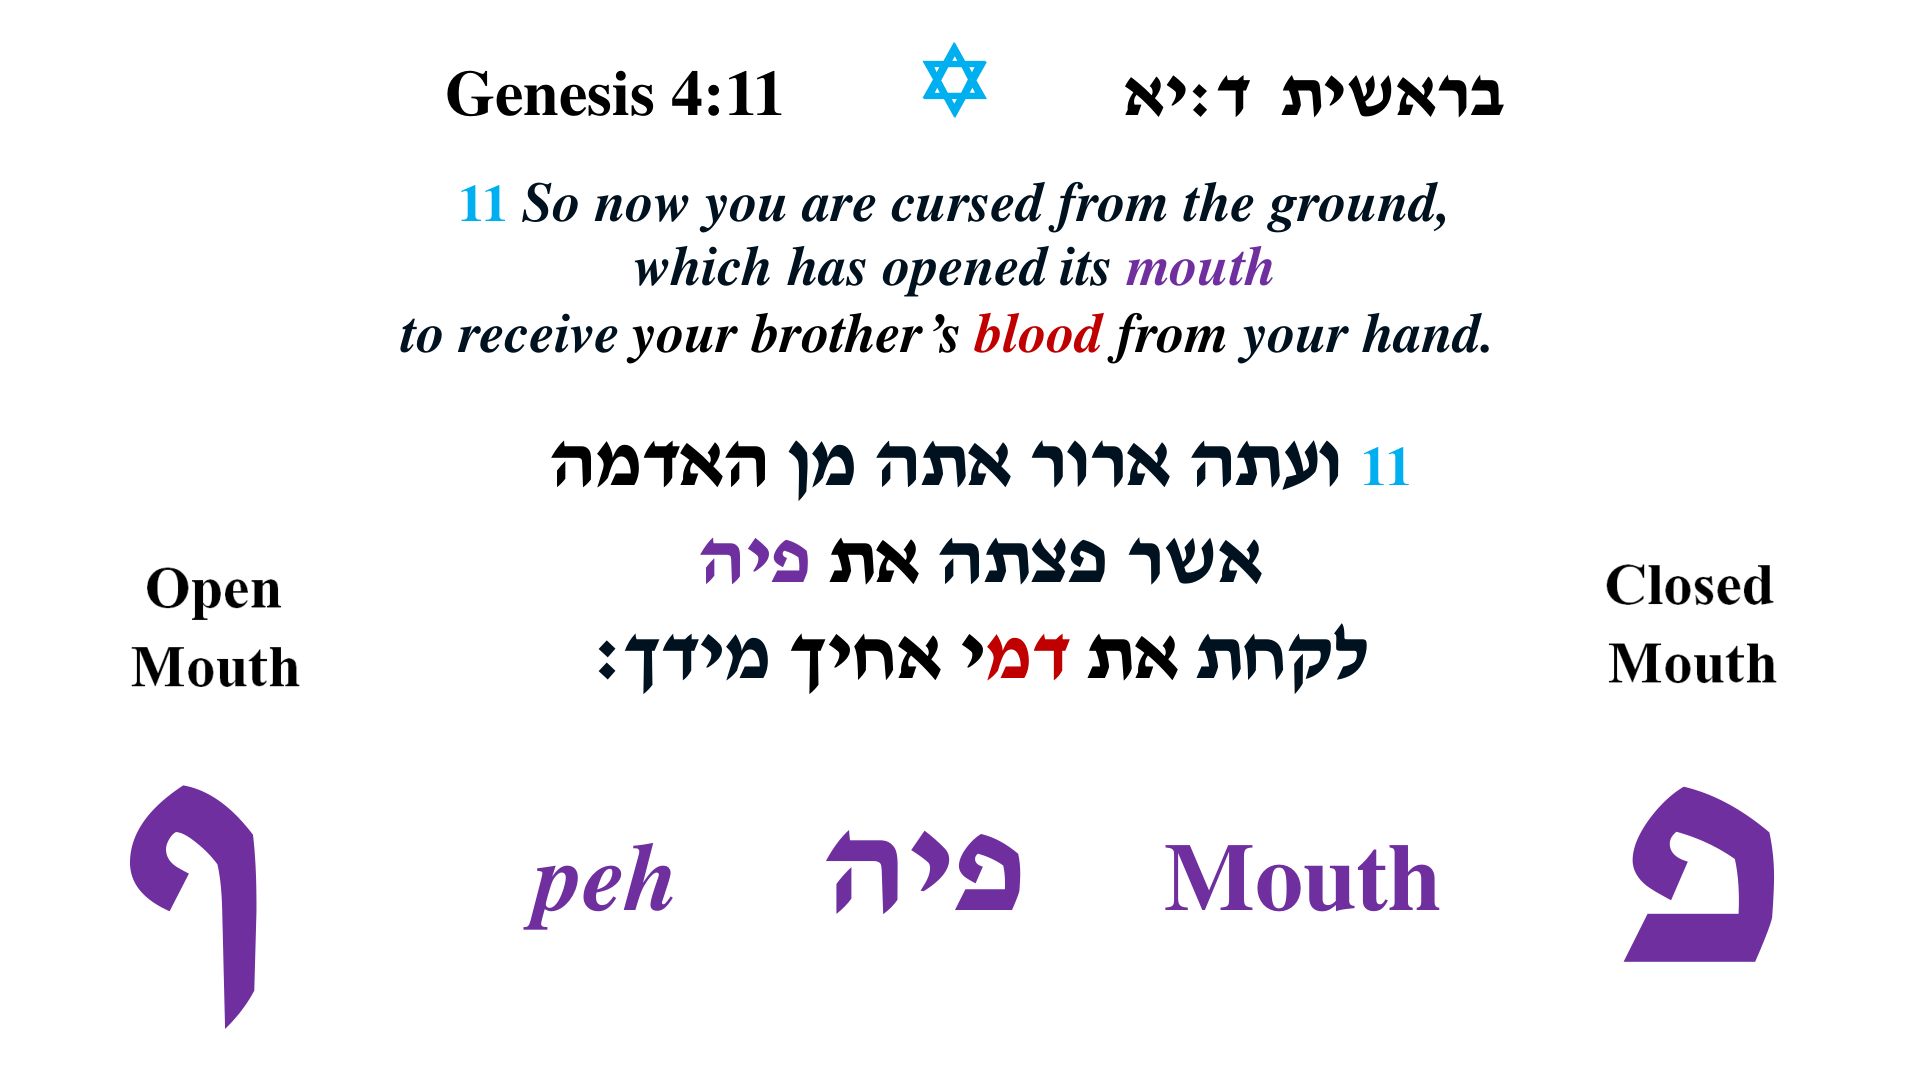 Genesis 4:11 ✡ בראשית ד:יא
11 So now you are cursed from the ground,
which has opened its mouth
to receive your brother’s blood from your hand.
11 ועתה ארור אתה מן האדמה
אשר פצתה את פיה
לקחת את דמי אחיך מידך:
Open
Mouth
Closed
Mouth
ף
peh פיה Mouth
פ